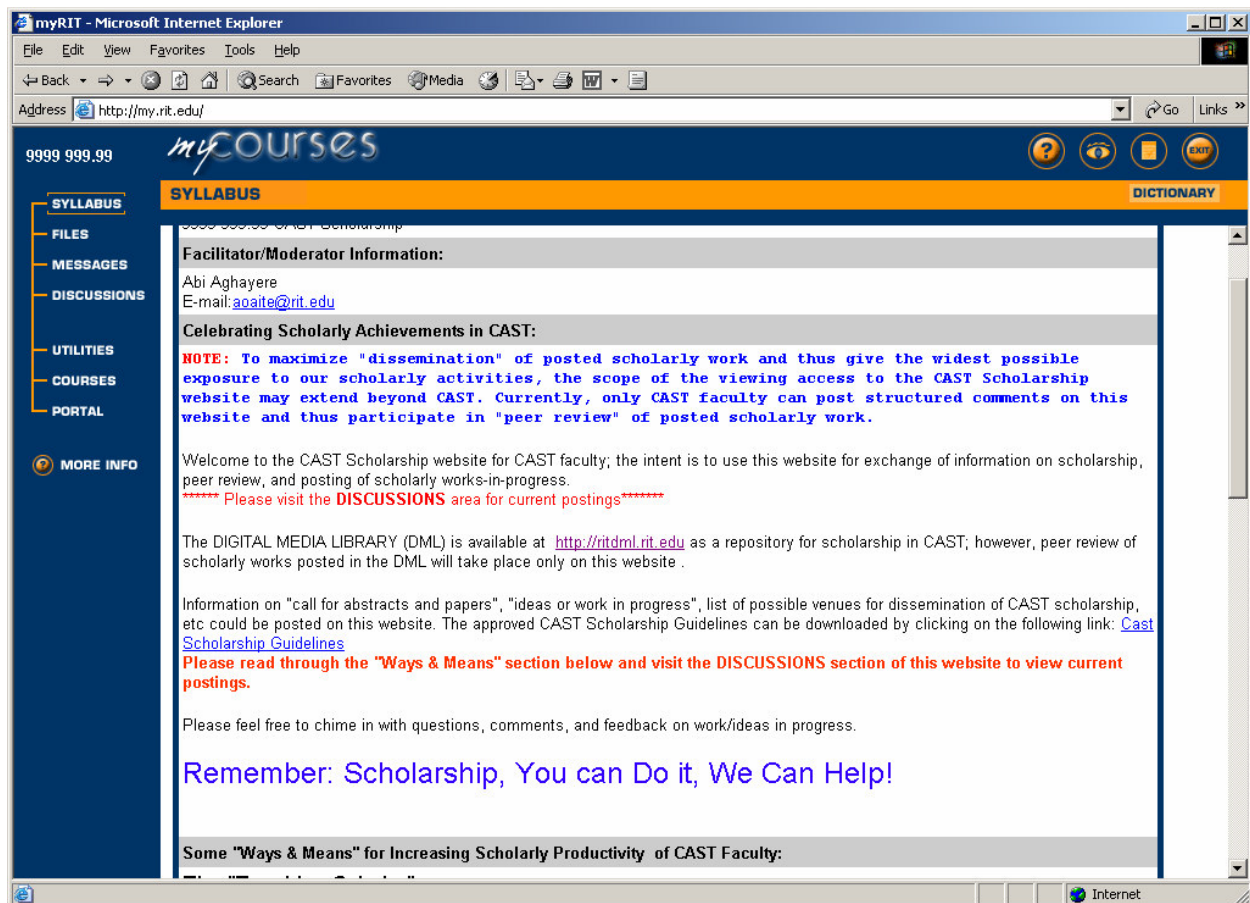 myRIT - Microsoft Internet Explorer
File Edit View Favorites Tools Help
Back Search Favorites Media
Address http://my.rit.edu/ Go Links »
9999 999.99
myCOURSES
EXIT
SYLLABUS DICTIONARY
SYLLABUS
FILES
MESSAGES
DISCUSSIONS
UTILITIES
COURSES
PORTAL
MORE INFO
9999 999.99 CAST Scholarship
Facilitator/Moderator Information:
Abi Aghayere
E-mail:aoaite@rit.edu
Celebrating Scholarly Achievements in CAST:
NOTE: To maximize "dissemination" of posted scholarly work and thus give the widest possible
exposure to our scholarly activities, the scope of the viewing access to the CAST Scholarship
website may extend beyond CAST. Currently, only CAST faculty can post structured comments on this
website and thus participate in "peer review" of posted scholarly work.
Welcome to the CAST Scholarship website for CAST faculty; the intent is to use this website for exchange of information on scholarship,
peer review, and posting of scholarly works-in-progress.
****** Please visit the DISCUSSIONS area for current postings*******
The DIGITAL MEDIA LIBRARY (DML) is available at http://ritdml.rit.edu as a repository for scholarship in CAST; however, peer review of
scholarly works posted in the DML will take place only on this website .
Information on "call for abstracts and papers", "ideas or work in progress", list of possible venues for dissemination of CAST scholarship,
etc could be posted on this website. The approved CAST Scholarship Guidelines can be downloaded by clicking on the following link: Cast
Scholarship Guidelines
Please read through the "Ways & Means" section below and visit the DISCUSSIONS section of this website to view current
postings.
Please feel free to chime in with questions, comments, and feedback on work/ideas in progress.
Remember: Scholarship, You can Do it, We Can Help!
Some "Ways & Means" for Increasing Scholarly Productivity of CAST Faculty:
Internet